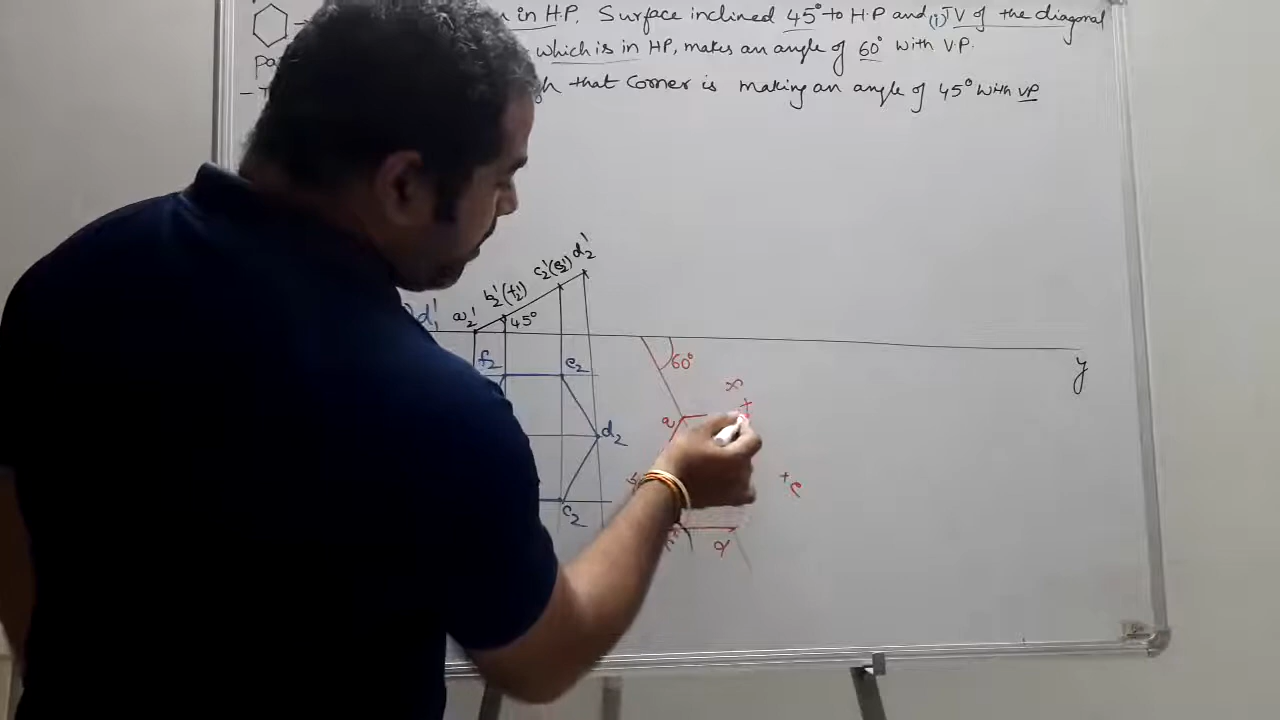 in H.P. Surface inclined 45° to H.P and (i) TV of the diagonal
which is in HP, makes an angle of 60° with V.P.
that Corner is making an angle of 45° with VP
c₂'(e₂') d₂'
b₂'(f₂')
a₂' 45°
d₁'
f₂ e₂ 60° y
a
d₂
c
c₂
d